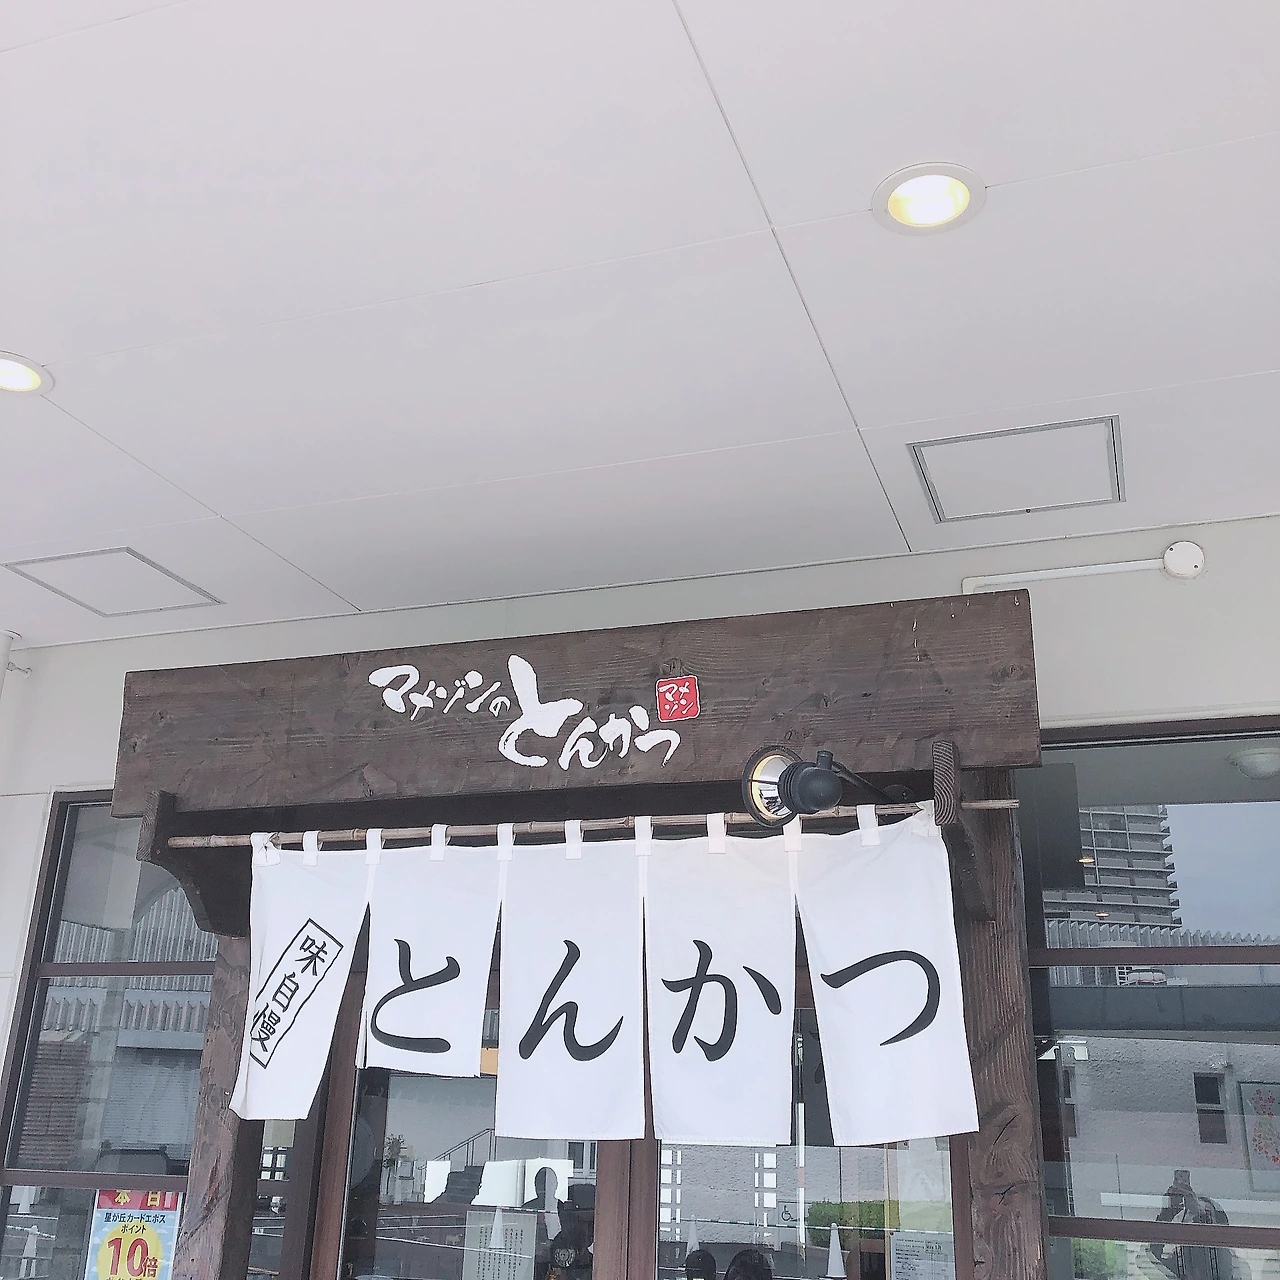 マメゾンのとんかつ
マメゾン
味自慢
とんかつ
本日
星が丘カードエポス
ポイント
10倍